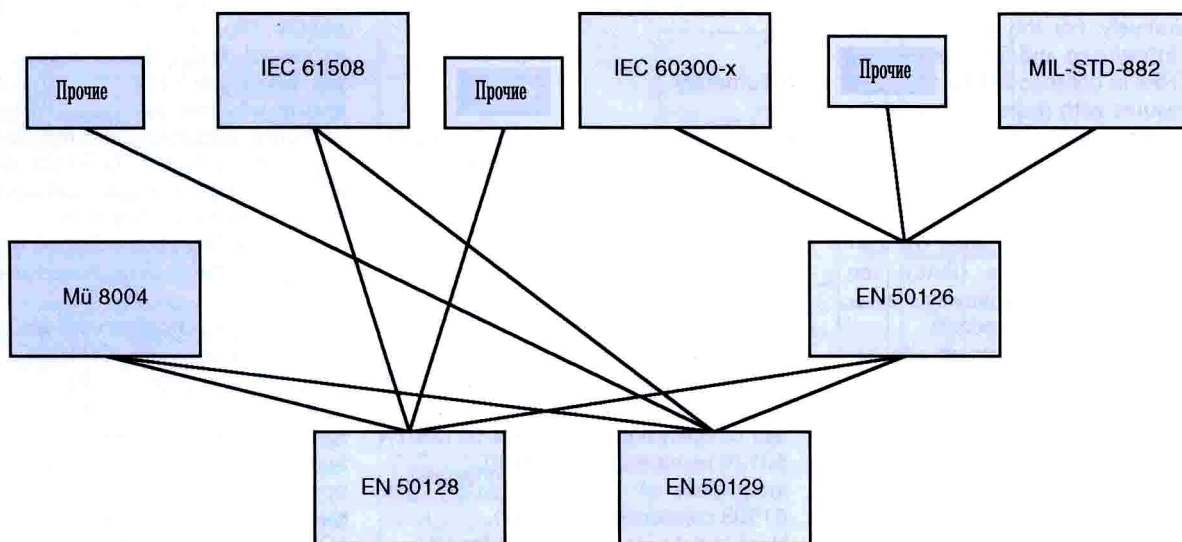 Прочие
IEC 61508
Прочие
IEC 60300-x
Прочие
MIL-STD-882
Mü 8004
EN 50126
EN 50128
EN 50129